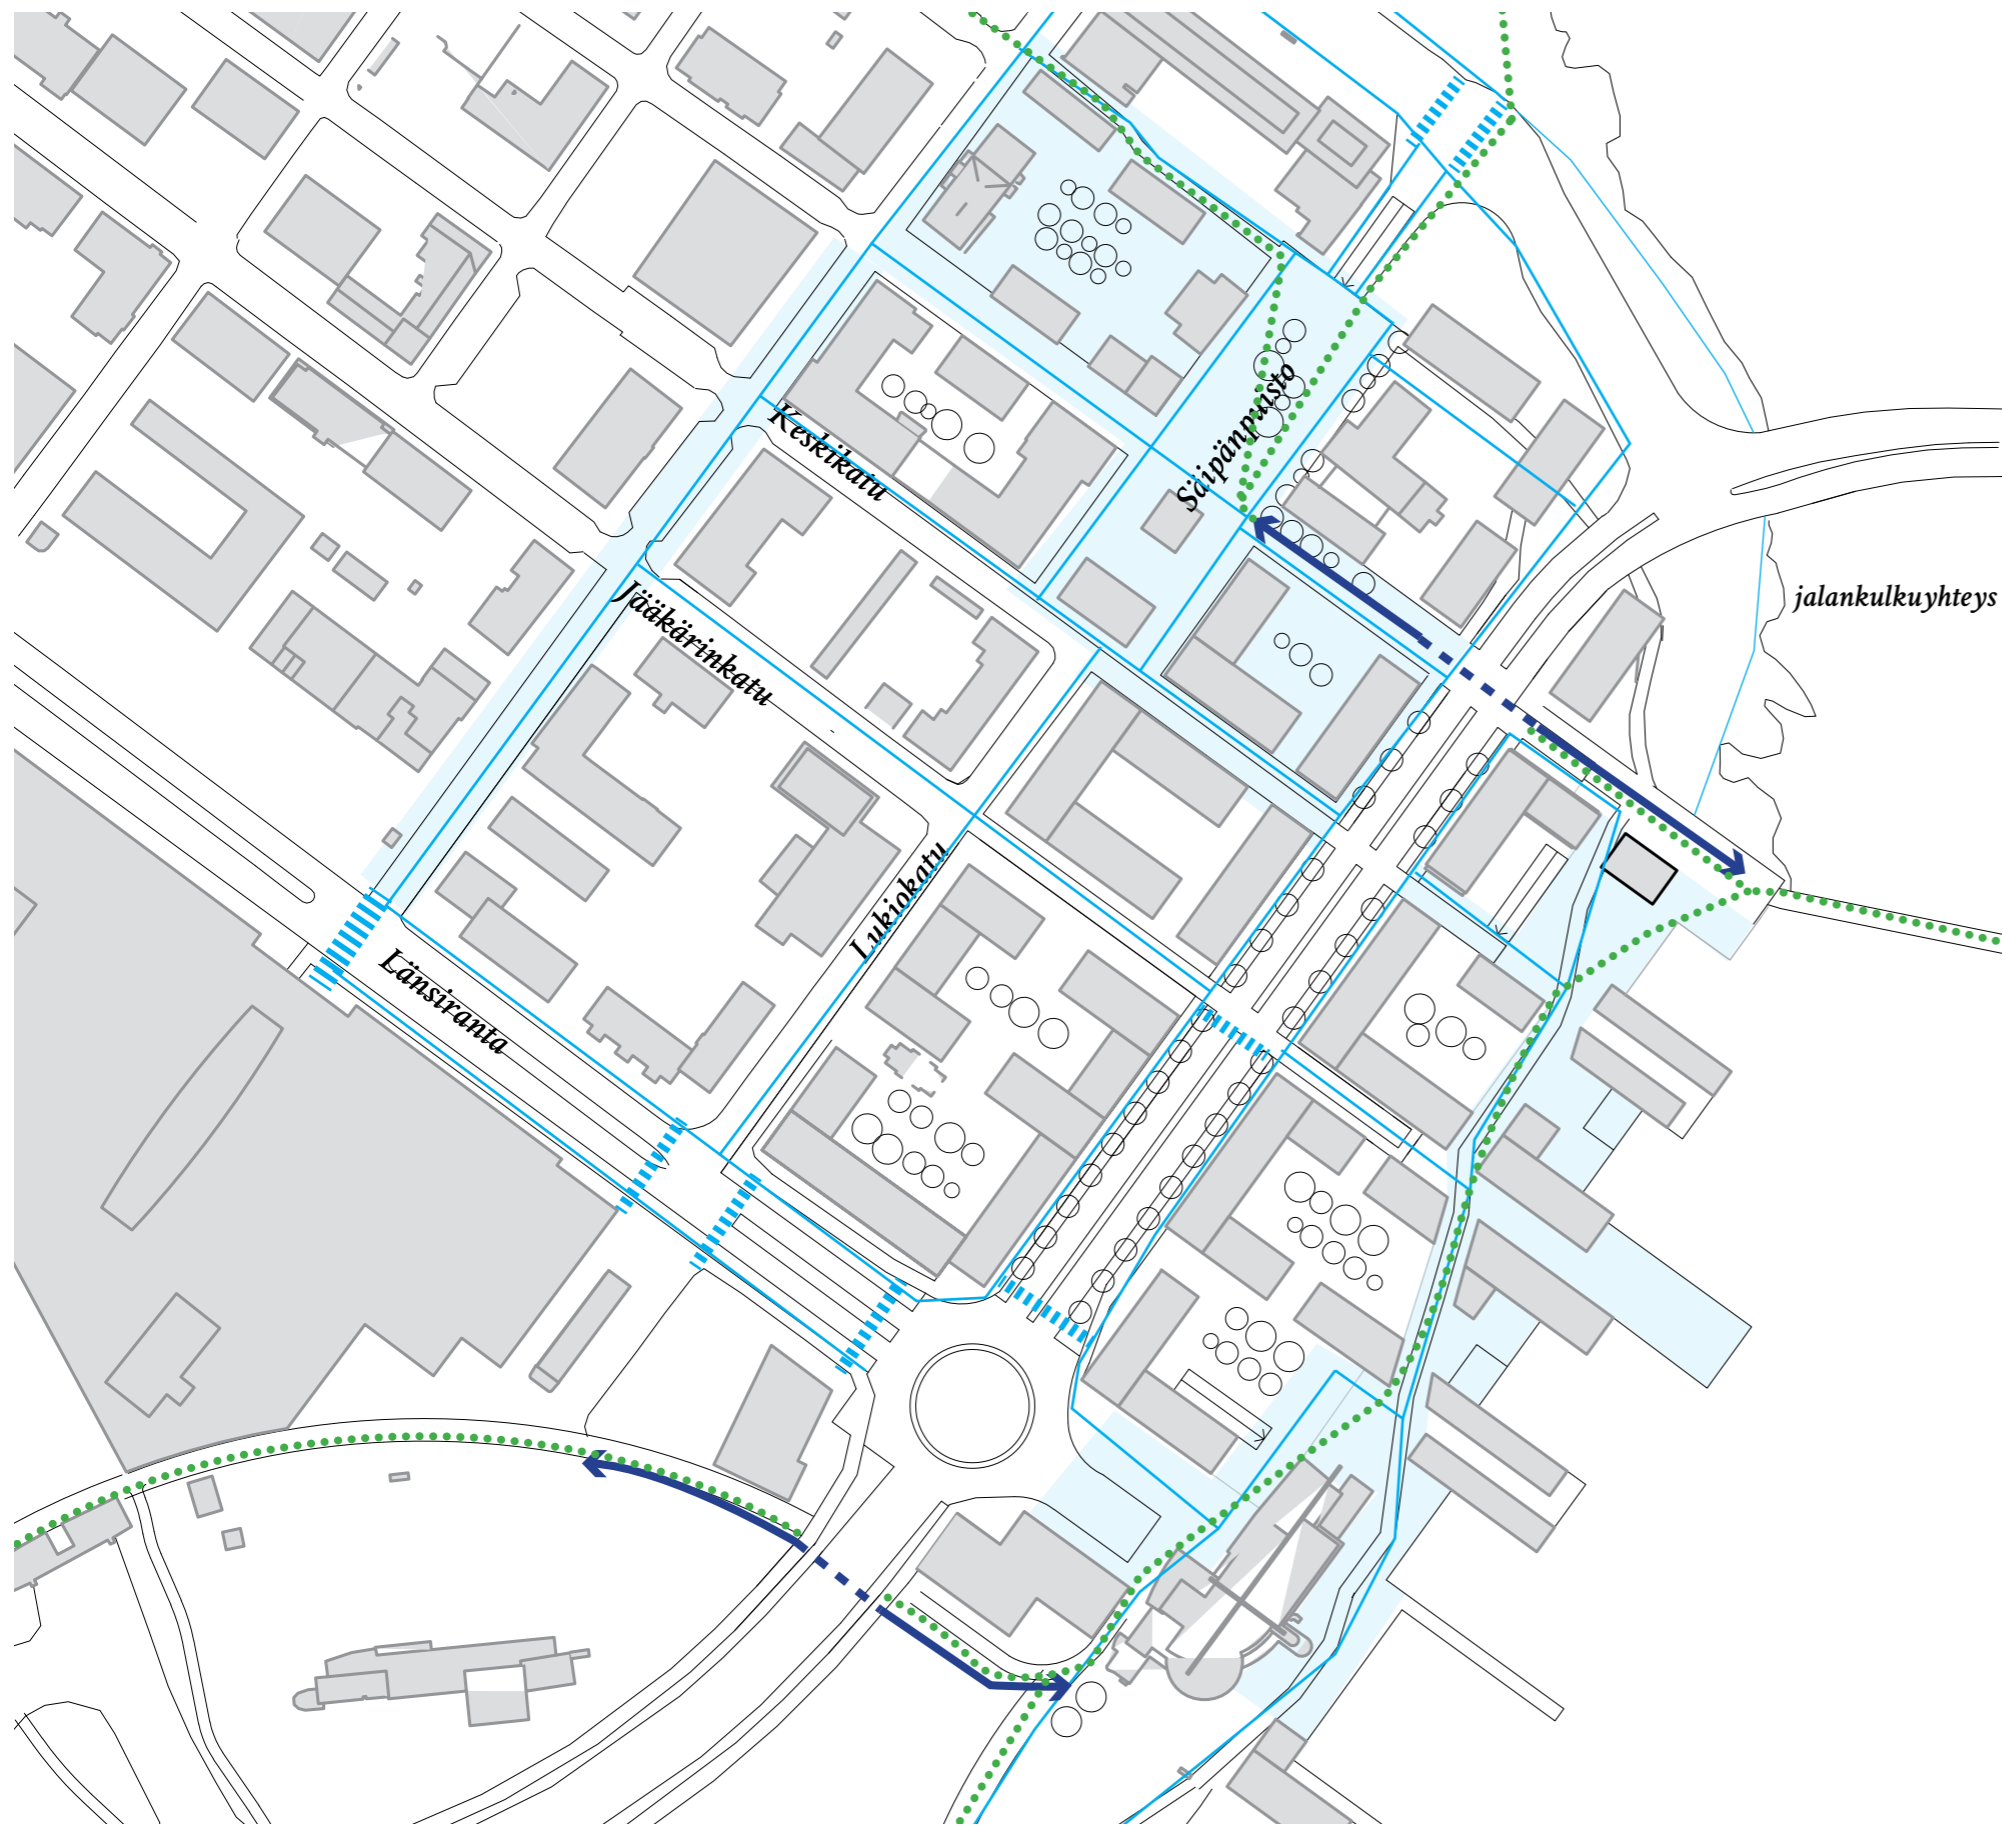 Keskikatu
Säipänpuisto
Jääkärinkatu
jalankulkuyhteys
Lukiokatu
Länsiranta